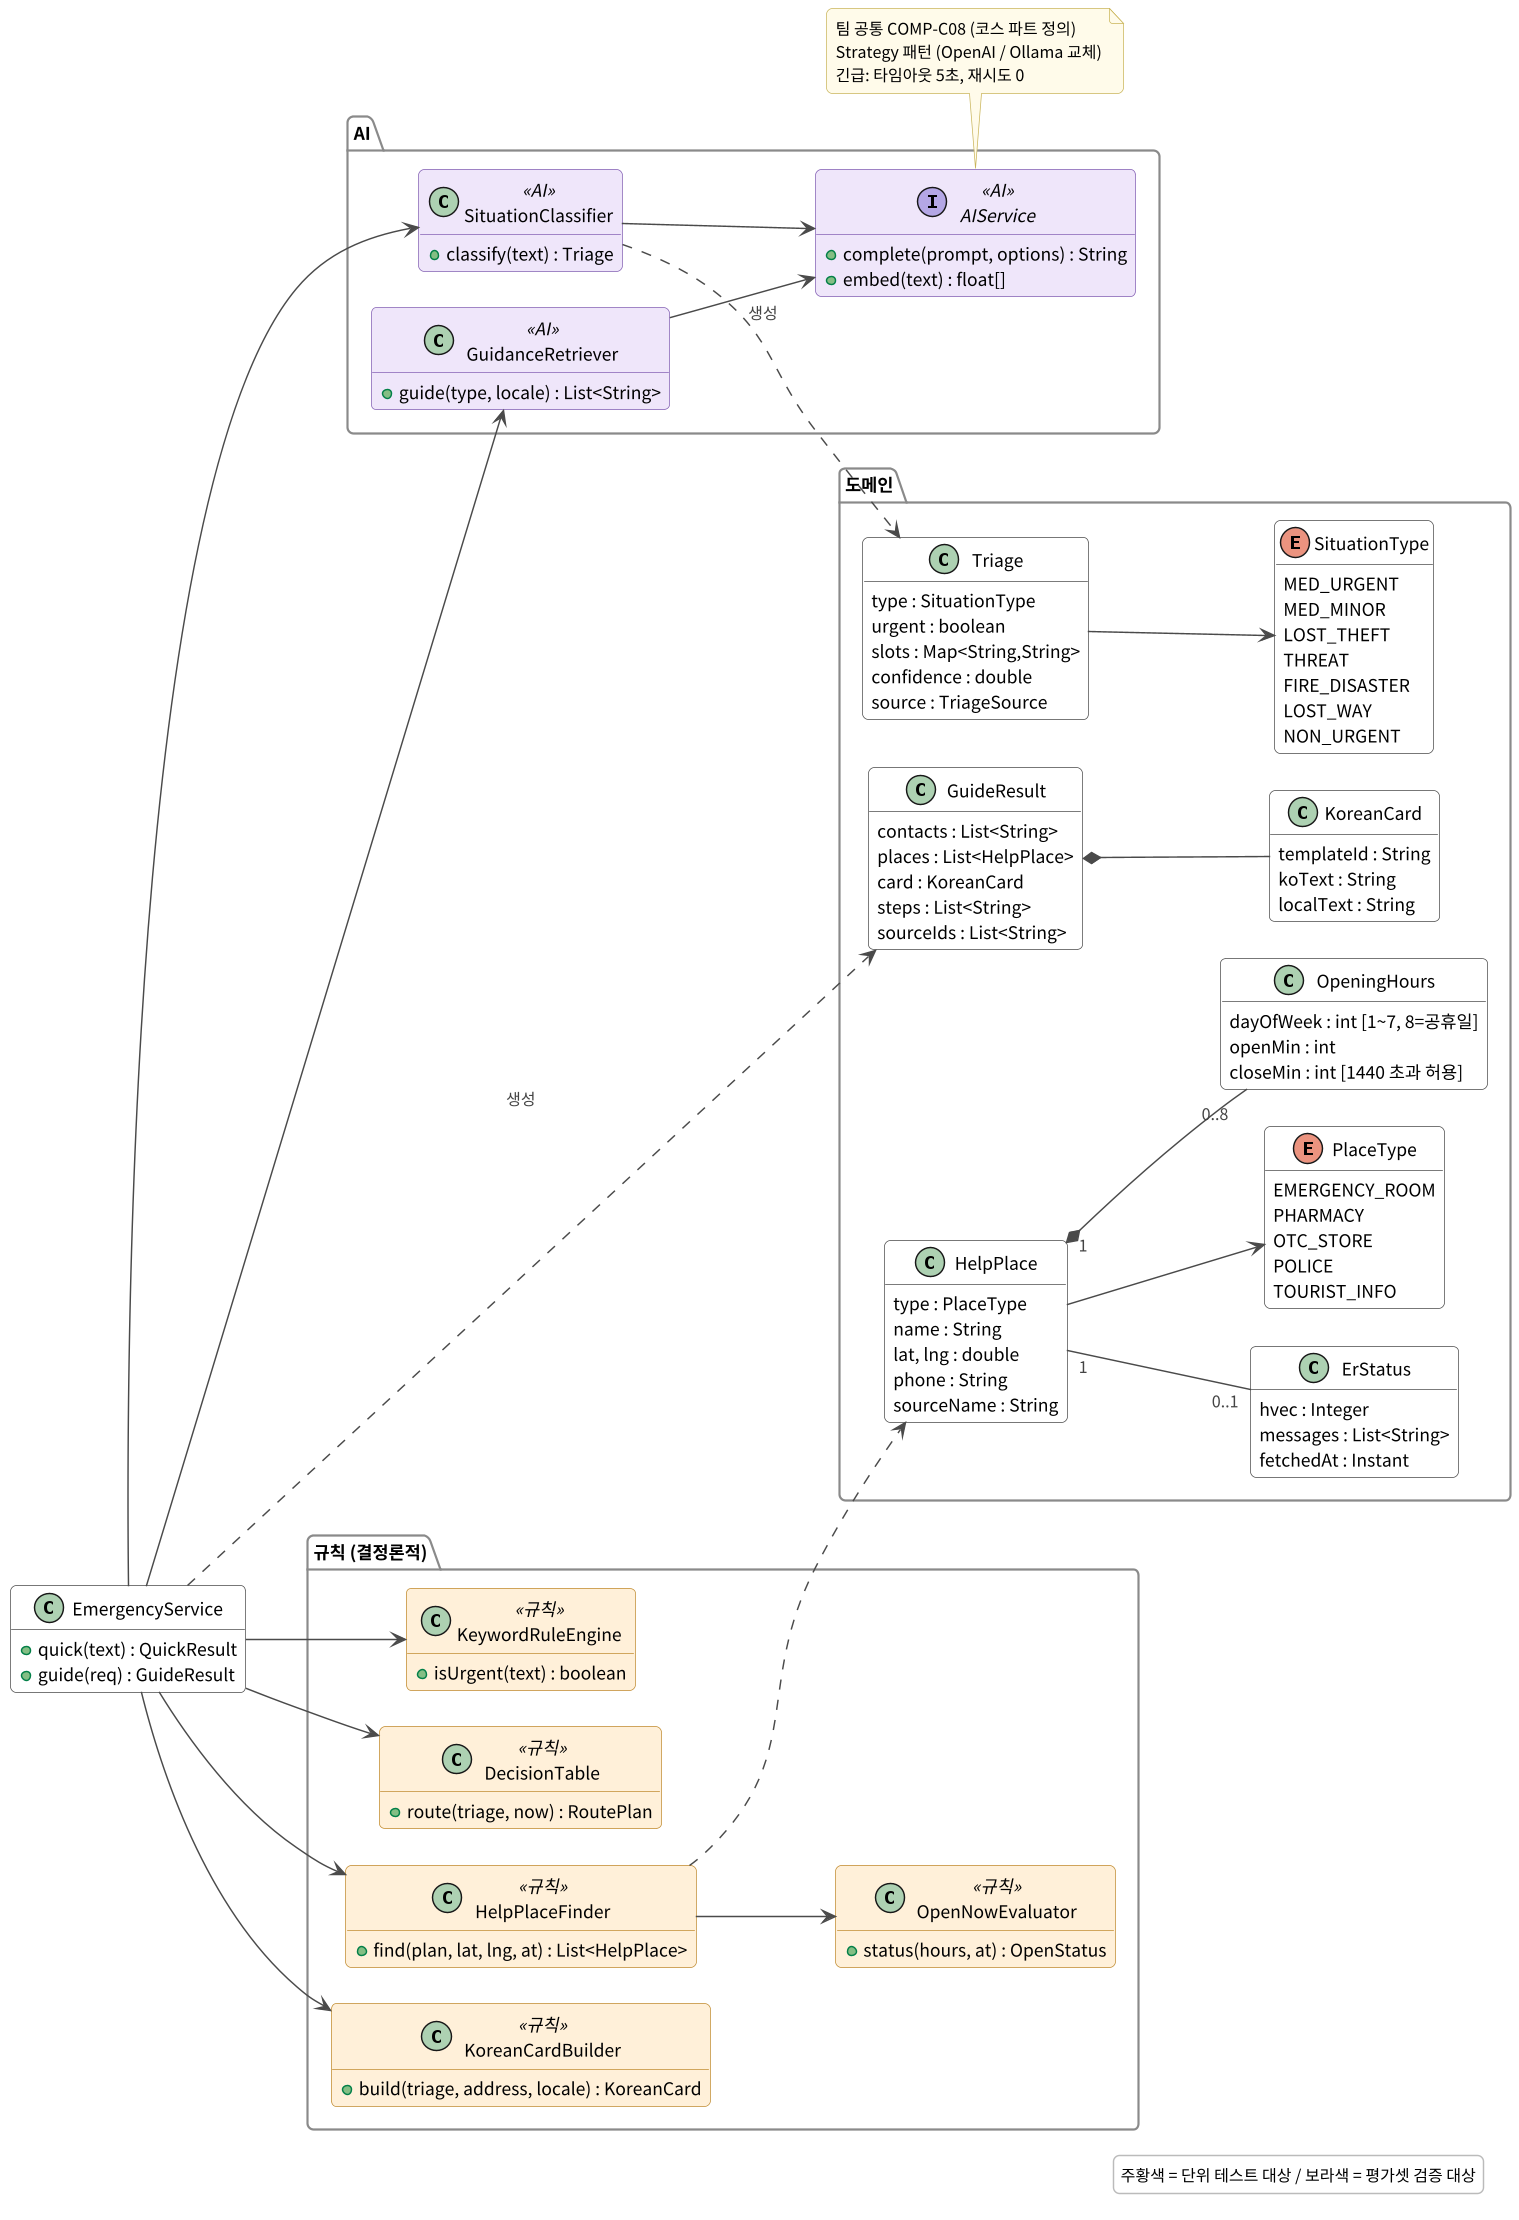 팀 공통 COMP-C08 (코스 파트 정의)
Strategy 패턴 (OpenAI / Ollama 교체)
긴급: 타임아웃 5초, 재시도 0
AI
C
«AI»
SituationClassifier
classify(text) : Triage
I
«AI»
AIService
complete(prompt, options) : String
embed(text) : float[]
생성
C
«AI»
GuidanceRetriever
guide(type, locale) : List<String>
도메인
C
Triage
type : SituationType
urgent : boolean
slots : Map<String,String>
confidence : double
source : TriageSource
E
SituationType
MED_URGENT
MED_MINOR
LOST_THEFT
THREAT
FIRE_DISASTER
LOST_WAY
NON_URGENT
C
GuideResult
contacts : List<String>
places : List<HelpPlace>
card : KoreanCard
steps : List<String>
sourceIds : List<String>
C
KoreanCard
templateId : String
koText : String
localText : String
C
OpeningHours
dayOfWeek : int [1~7, 8=공휴일]
openMin : int
closeMin : int [1440 초과 허용]
생성
0..8
1
E
PlaceType
EMERGENCY_ROOM
PHARMACY
OTC_STORE
POLICE
TOURIST_INFO
C
HelpPlace
type : PlaceType
name : String
lat, lng : double
phone : String
sourceName : String
1
0..1
C
ErStatus
hvec : Integer
messages : List<String>
fetchedAt : Instant
규칙 (결정론적)
C
EmergencyService
quick(text) : QuickResult
guide(req) : GuideResult
C
«규칙»
KeywordRuleEngine
isUrgent(text) : boolean
C
«규칙»
DecisionTable
route(triage, now) : RoutePlan
C
«규칙»
HelpPlaceFinder
find(plan, lat, lng, at) : List<HelpPlace>
C
«규칙»
OpenNowEvaluator
status(hours, at) : OpenStatus
C
«규칙»
KoreanCardBuilder
build(triage, address, locale) : KoreanCard
주황색 = 단위 테스트 대상 / 보라색 = 평가셋 검증 대상